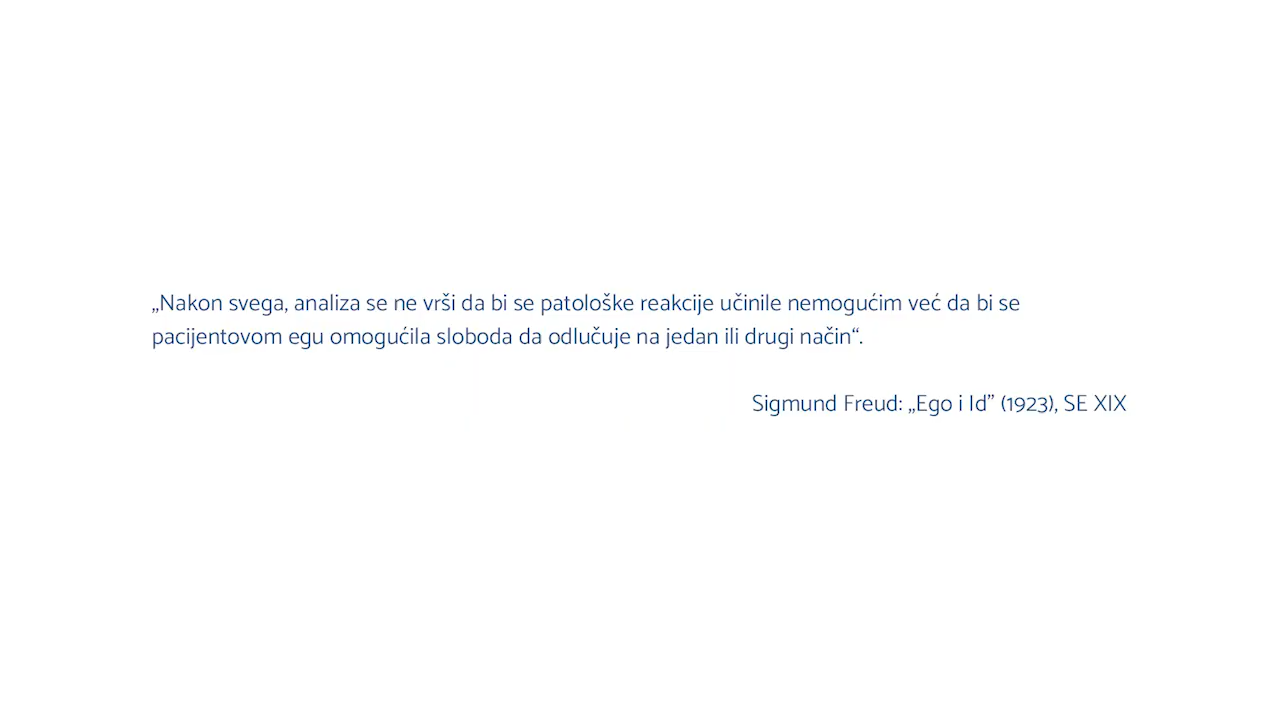 „Nakon svega, analiza se ne vrši da bi se patološke reakcije učinile nemogućim već da bi se
pacijentovom egu omogućila sloboda da odlučuje na jedan ili drugi način“.
Sigmund Freud: „Ego i Id” (1923), SE XIX